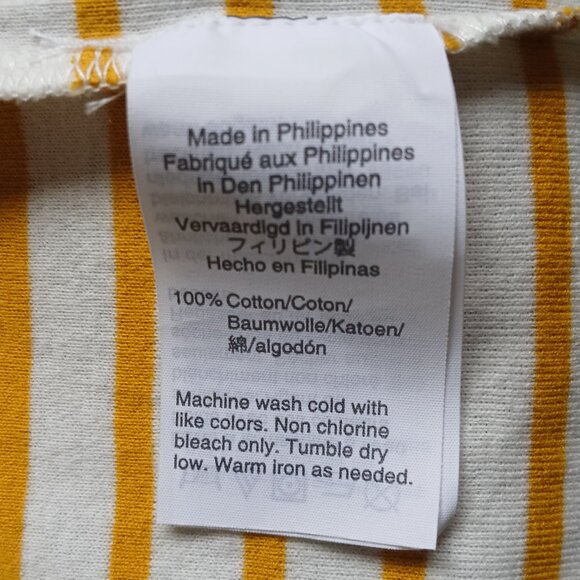 Made in Philippines
Fabriqué aux Philippines
In Den Philippinen
Hergestellt
Vervaardigd in Filipijnen
フィリピン製
Hecho en Filipinas
100% Cotton/Coton/
Baumwolle/Katoen/
綿/algodón
Machine wash cold with
like colors. Non chlorine
bleach only. Tumble dry
low. Warm iron as needed.